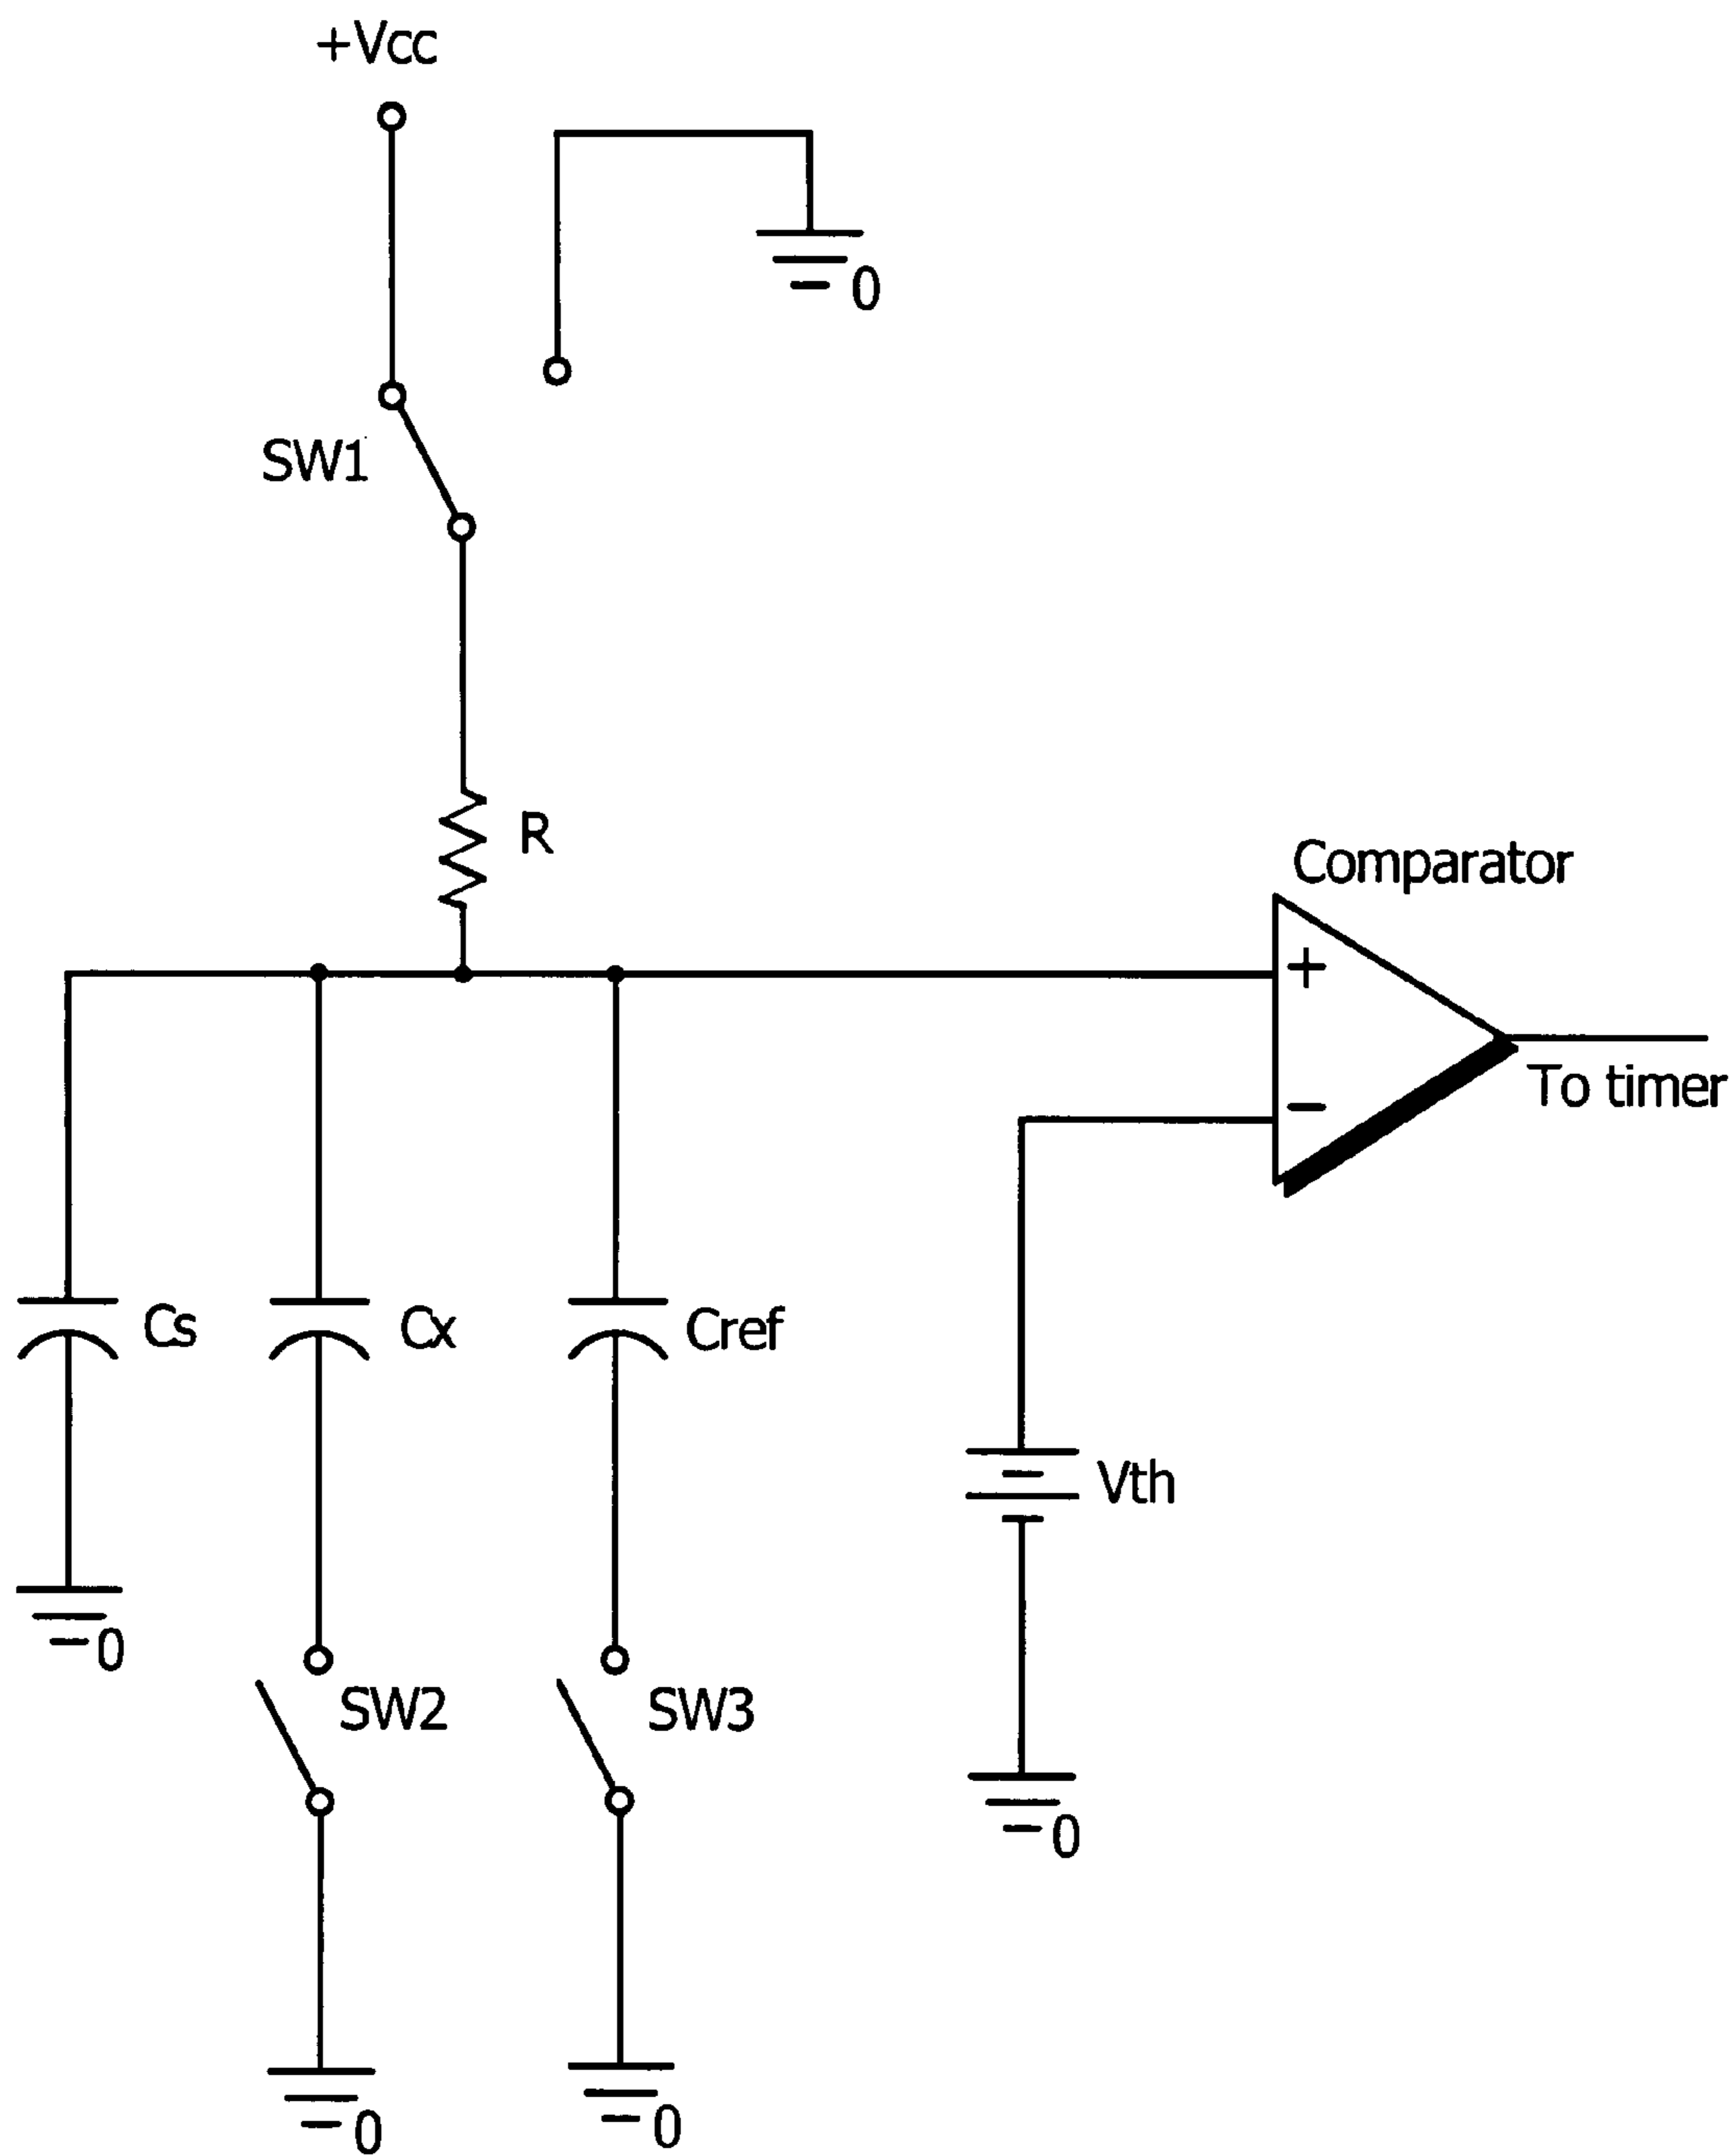 +Vcc
0
SW1
R
Comparator
+
−
To timer
Cs
Cx
Cref
Vth
0
SW2
SW3
0
0
0